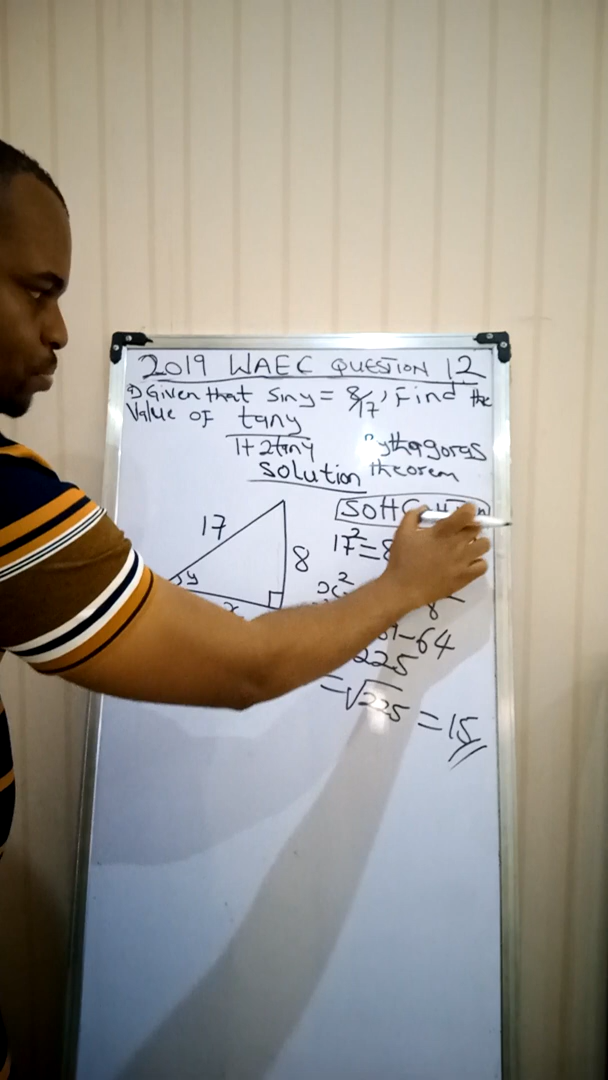 2019 WAEC QUESTION 12
a) Given that Siny = 8/17, Find the
Value of tany
1+2tany
Pythagoras
theorem
Solution
17
8
y
x
17²=8
x²
-64
225
=√225 = 15